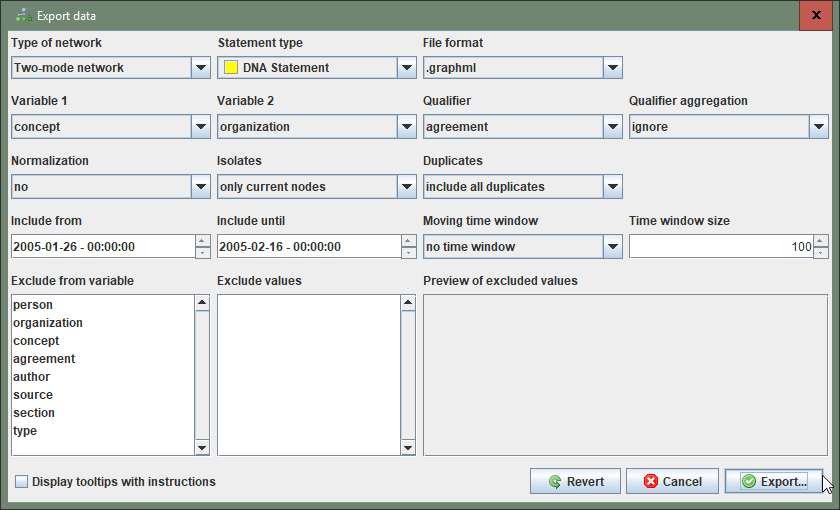 Export data
Type of network Statement type File format
Two-mode network DNA Statement .graphml
Variable 1 Variable 2 Qualifier Qualifier aggregation
concept organization agreement ignore
Normalization Isolates Duplicates
no only current nodes include all duplicates
Include from Include until Moving time window Time window size
2005-01-26 - 00:00:00 2005-02-16 - 00:00:00 no time window 100
Exclude from variable Exclude values Preview of excluded values
person
organization
concept
agreement
author
source
section
type
Display tooltips with instructions Revert Cancel Export...